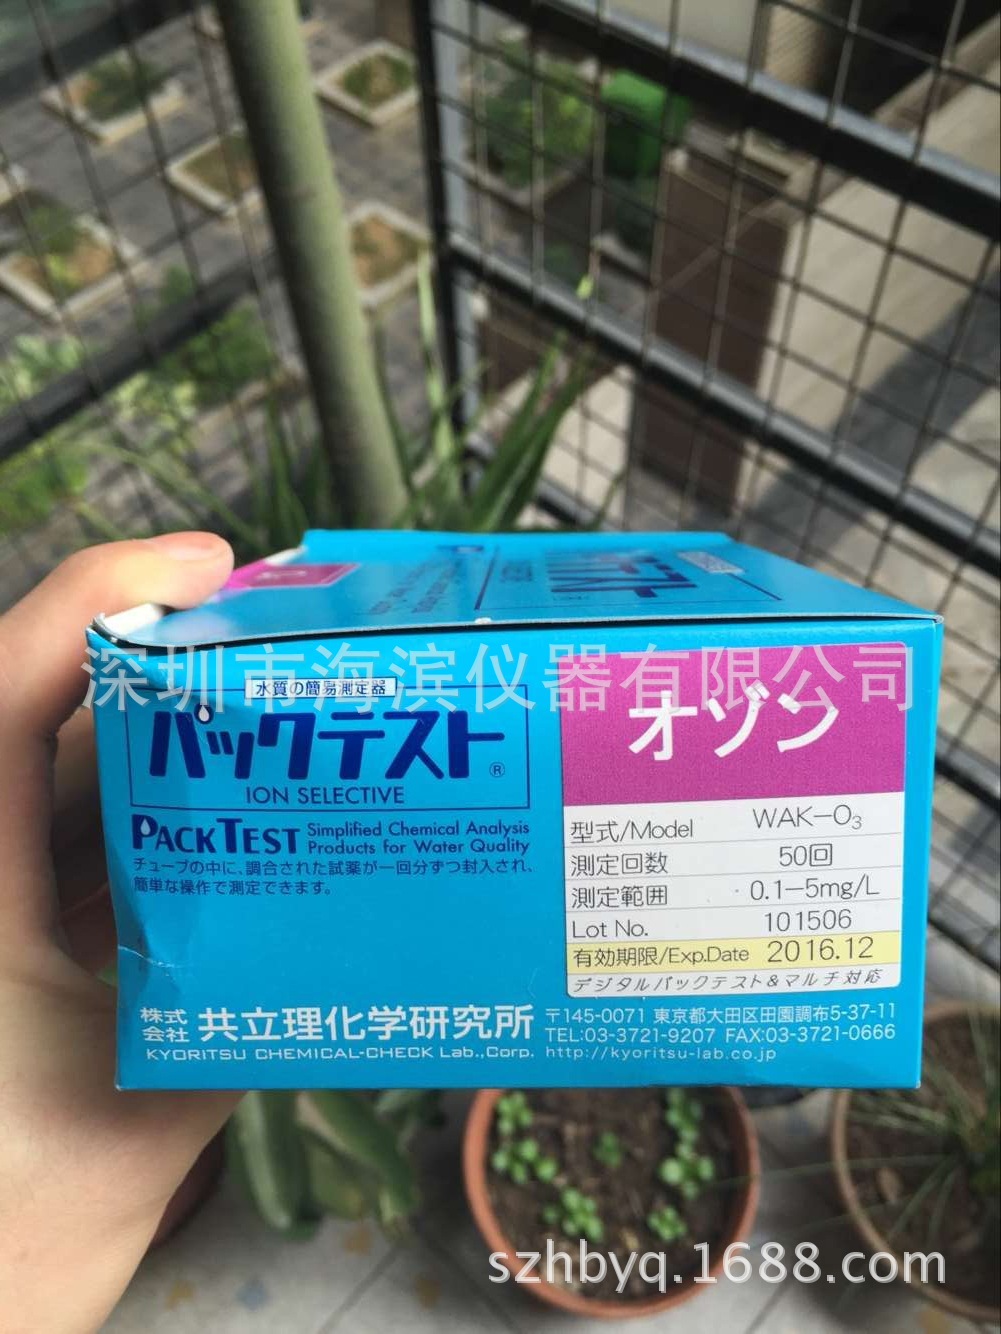 深圳市海滨仪器有限公司
水質の簡易測定器
パックテスト®
ION SELECTIVE
PACKTEST Simplified Chemical Analysis
Products for Water Quality
チューブの中に、調合された試薬が一回分ずつ封入され、
簡単な操作で測定できます。
オゾン
型式/Model WAK-O₃
測定回数 50回
測定範囲 0.1-5mg/L
Lot No. 101506
有効期限/Exp.Date 2016.12
デジタルパックテスト&マルチ対応
株式会社 共立理化学研究所
KYORITSU CHEMICAL-CHECK Lab.,Corp.
〒145-0071 東京都大田区田園調布5-37-11
TEL:03-3721-9207 FAX:03-3721-0666
http://kyoritsu-lab.co.jp
szhbyq.1688.com